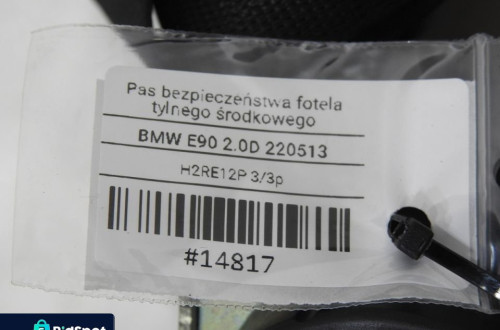 Pas bezpieczeństwa fotela
tylnego środkowego
BMW E90 2.0D 220513
H2RE12P 3/3p
#14817